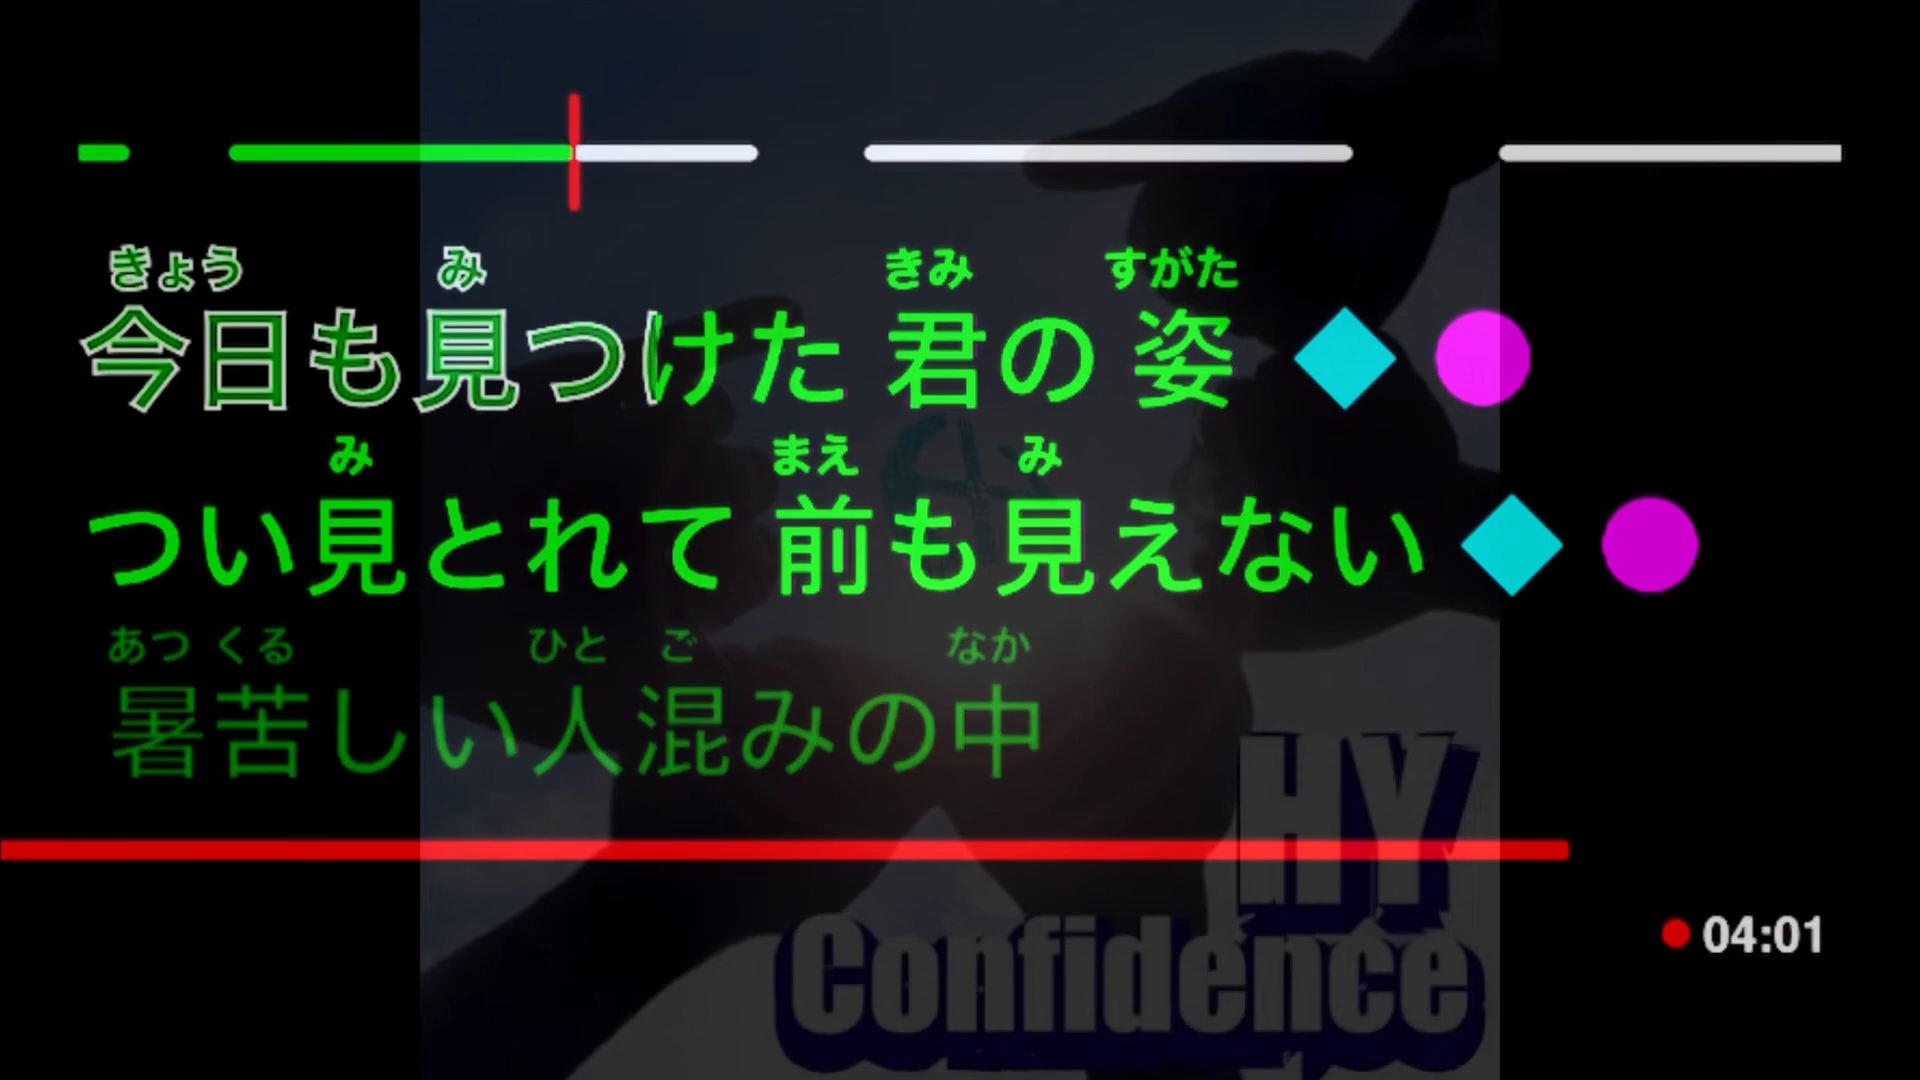 きょう み きみ すがた
今日も見つけた 君の 姿
み まえ み
つい見とれて 前も見えない
あつ くる ひと ご なか
暑苦しい人混みの中
HY
Confidence
04:01